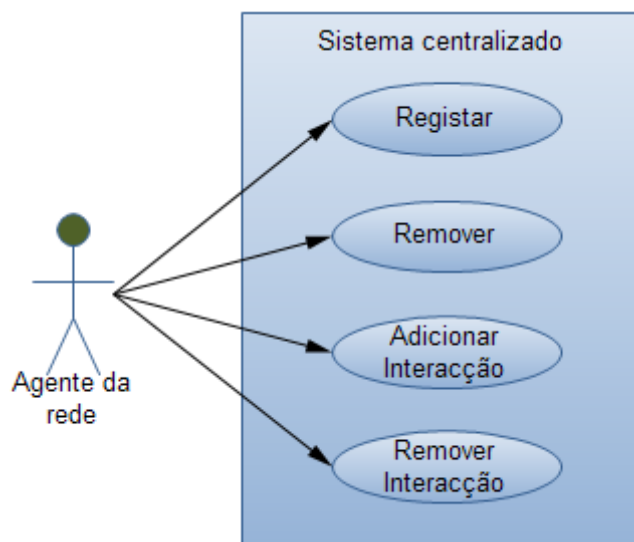 Sistema centralizado
Registar
Remover
Adicionar
Interacção
Remover
Interacção
Agente da
rede